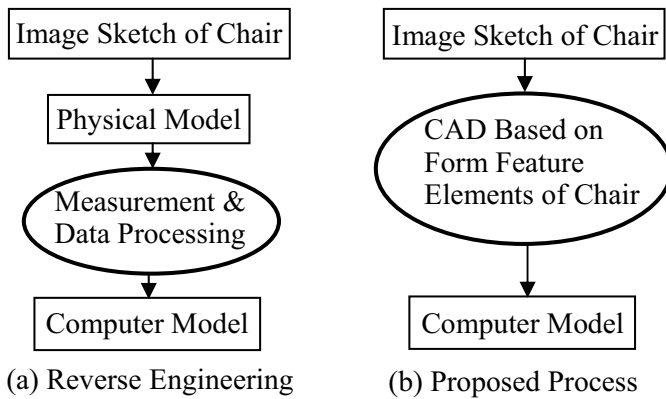 Image Sketch of Chair
Physical Model
Measurement &
Data Processing
Computer Model
(a) Reverse Engineering
Image Sketch of Chair
CAD Based on
Form Feature
Elements of Chair
Computer Model
(b) Proposed Process